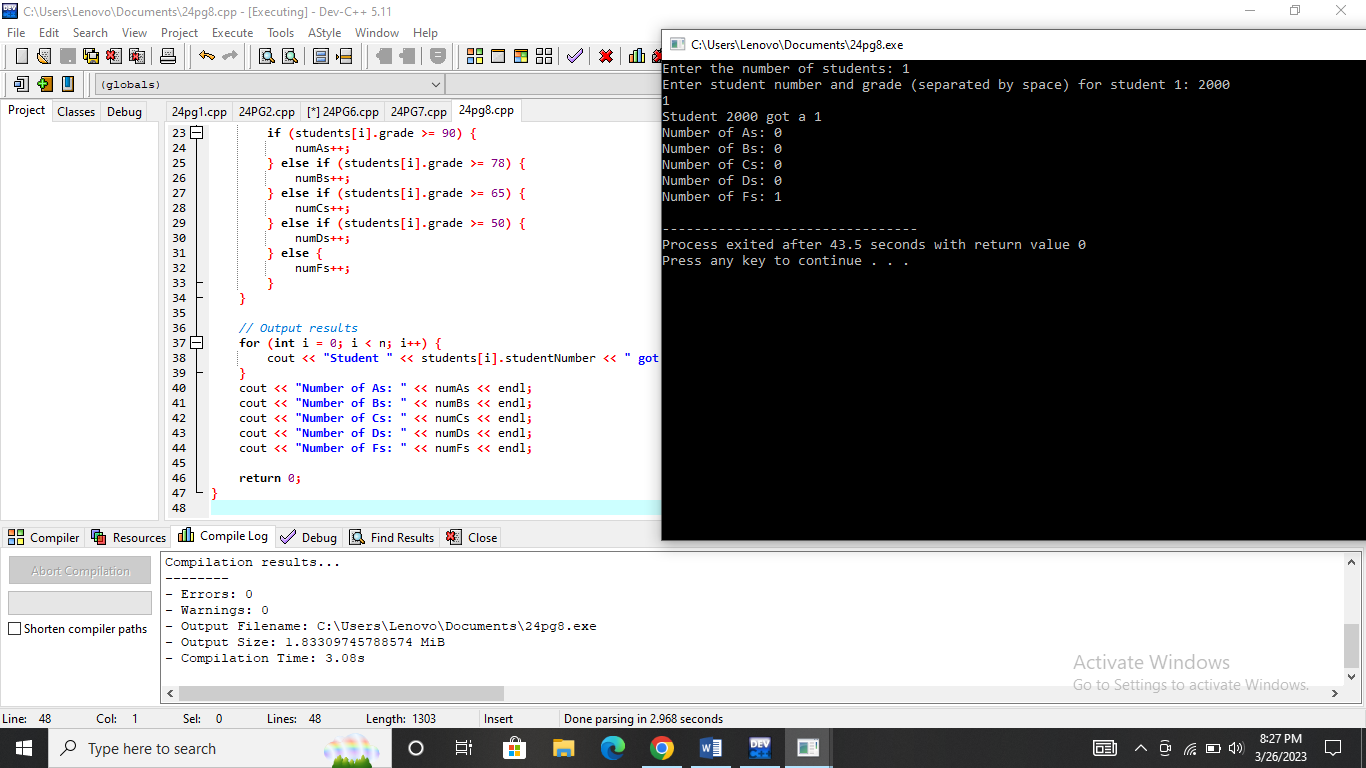 C:\Users\Lenovo\Documents\24pg8.cpp - [Executing] - Dev-C++ 5.11
File Edit Search View Project Execute Tools AStyle Window Help
(globals)
Project Classes Debug
24pg1.cpp 24PG2.cpp [*] 24PG6.cpp 24PG7.cpp 24pg8.cpp
23 if (students[i].grade >= 90) {
24 numAs++;
25 } else if (students[i].grade >= 78) {
26 numBs++;
27 } else if (students[i].grade >= 65) {
28 numCs++;
29 } else if (students[i].grade >= 50) {
30 numDs++;
31 } else {
32 numFs++;
33 }
34 }
35
36 // Output results
37 for (int i = 0; i < n; i++) {
38 cout << "Student " << students[i].studentNumber << " got
39 }
40 cout << "Number of As: " << numAs << endl;
41 cout << "Number of Bs: " << numBs << endl;
42 cout << "Number of Cs: " << numCs << endl;
43 cout << "Number of Ds: " << numDs << endl;
44 cout << "Number of Fs: " << numFs << endl;
45
46 return 0;
47 }
48
C:\Users\Lenovo\Documents\24pg8.exe
Enter the number of students: 1
Enter student number and grade (separated by space) for student 1: 2000
1
Student 2000 got a 1
Number of As: 0
Number of Bs: 0
Number of Cs: 0
Number of Ds: 0
Number of Fs: 1
--------------------------------
Process exited after 43.5 seconds with return value 0
Press any key to continue . . .
Compiler Resources Compile Log Debug Find Results Close
Abort Compilation
Shorten compiler paths
Compilation results...
--------
- Errors: 0
- Warnings: 0
- Output Filename: C:\Users\Lenovo\Documents\24pg8.exe
- Output Size: 1.83309745788574 MiB
- Compilation Time: 3.08s
Activate Windows
Go to Settings to activate Windows.
Line: 48 Col: 1 Sel: 0 Lines: 48 Length: 1303 Insert Done parsing in 2.968 seconds
Type here to search
DEV
8:27 PM
3/26/2023